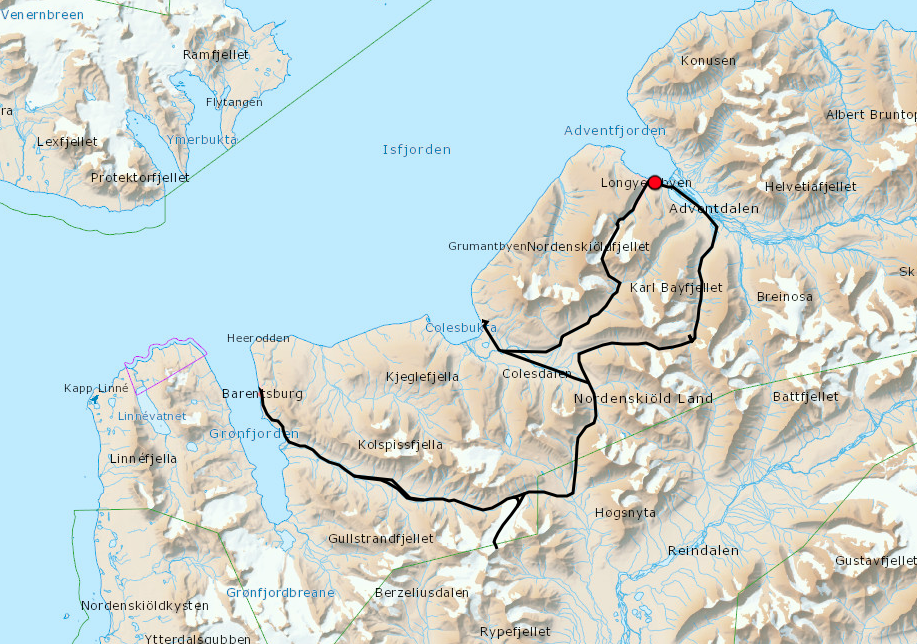 Venernbreen
Ramfjellet
Konusen
Flytangen
ra
Albert Bruntop
Lexfjellet
Ymerbukta
Adventfjorden
Isfjorden
Protektorfjellet
Longyearbyen
Helvetiafjellet
Adventdalen
Grumantbyen
Nordenskiöldfjellet
Sk
Karl Bayfjellet
Breinosa
Colesbukta
Heerodden
Kjeglefjella
Colesdalen
Kapp Linné
Barentsburg
Nordenskiöld Land
Battfjellet
Linnévatnet
Grønfjorden
Kolspissfjella
Linnéfjella
Høgsnyta
Gullstrandfjellet
Reindalen
Gustavfjellet
Grønfjordbreane
Berzeliusdalen
Nordenskiöldkysten
Rypefjellet
Ytterdalsgubben